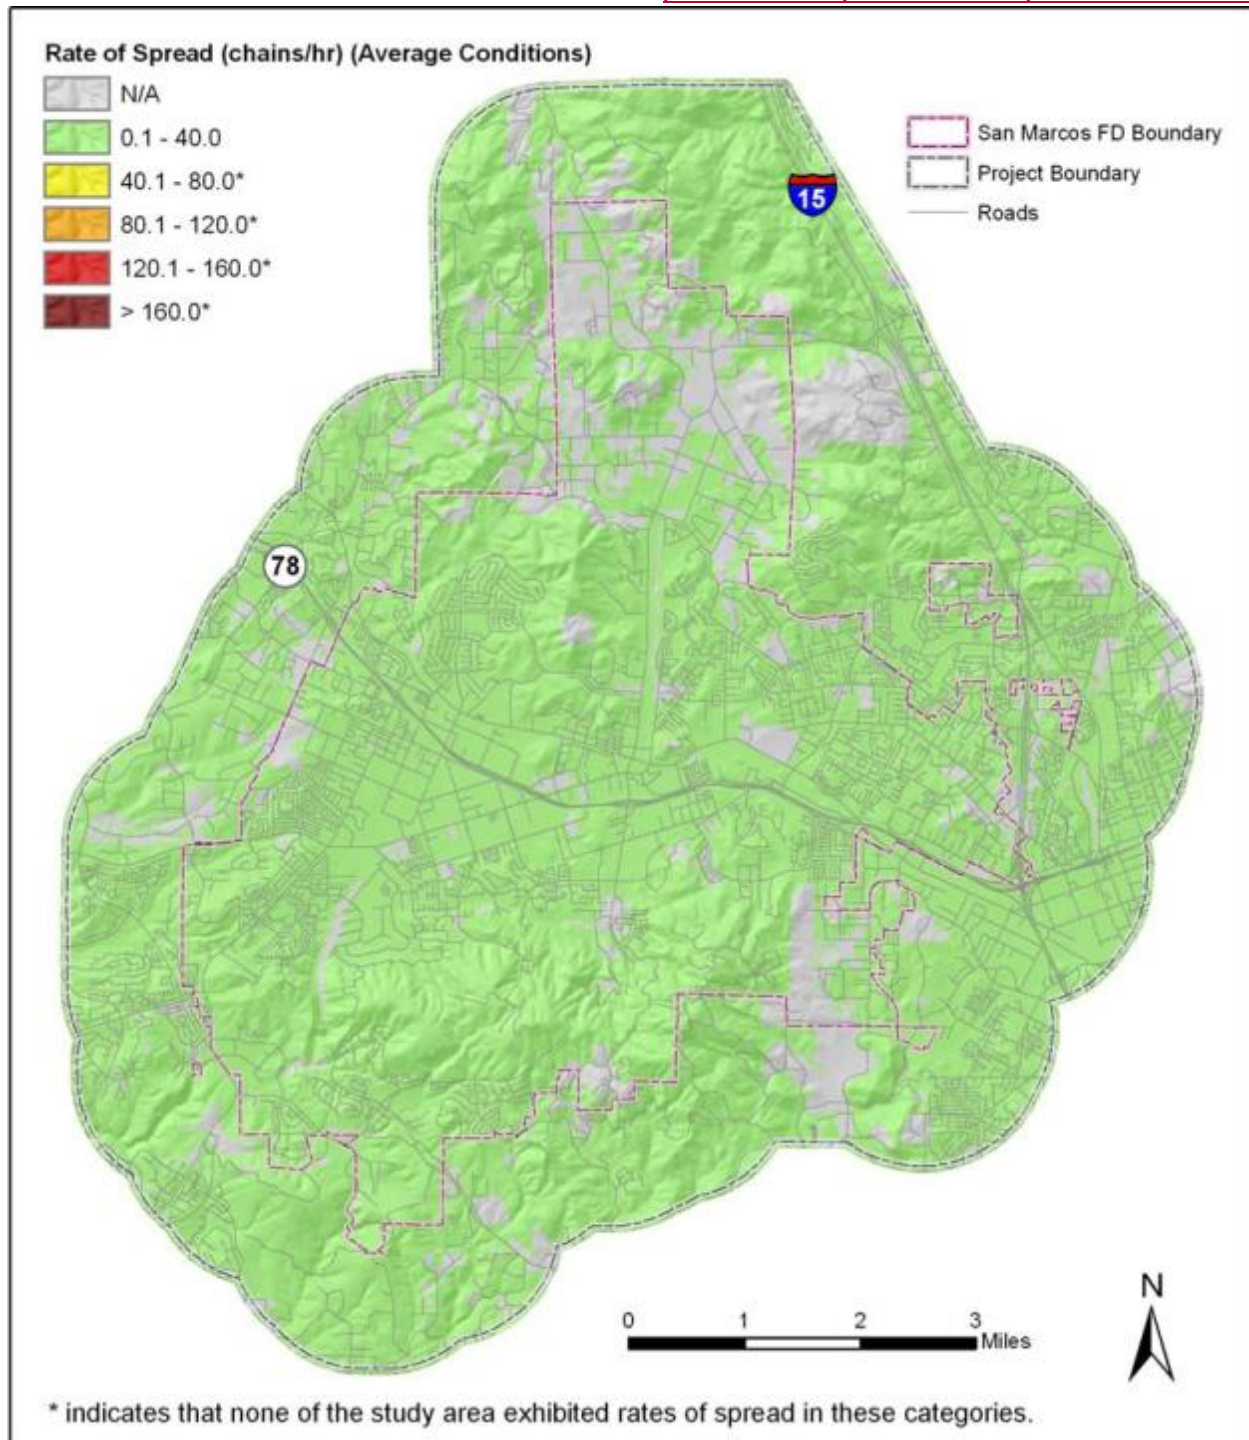 Rate of Spread (chains/hr) (Average Conditions)
N/A
0.1 - 40.0
40.1 - 80.0*
80.1 - 120.0*
120.1 - 160.0*
> 160.0*
San Marcos FD Boundary
Project Boundary
Roads
15
78
N
0 1 2 3
Miles
* indicates that none of the study area exhibited rates of spread in these categories.